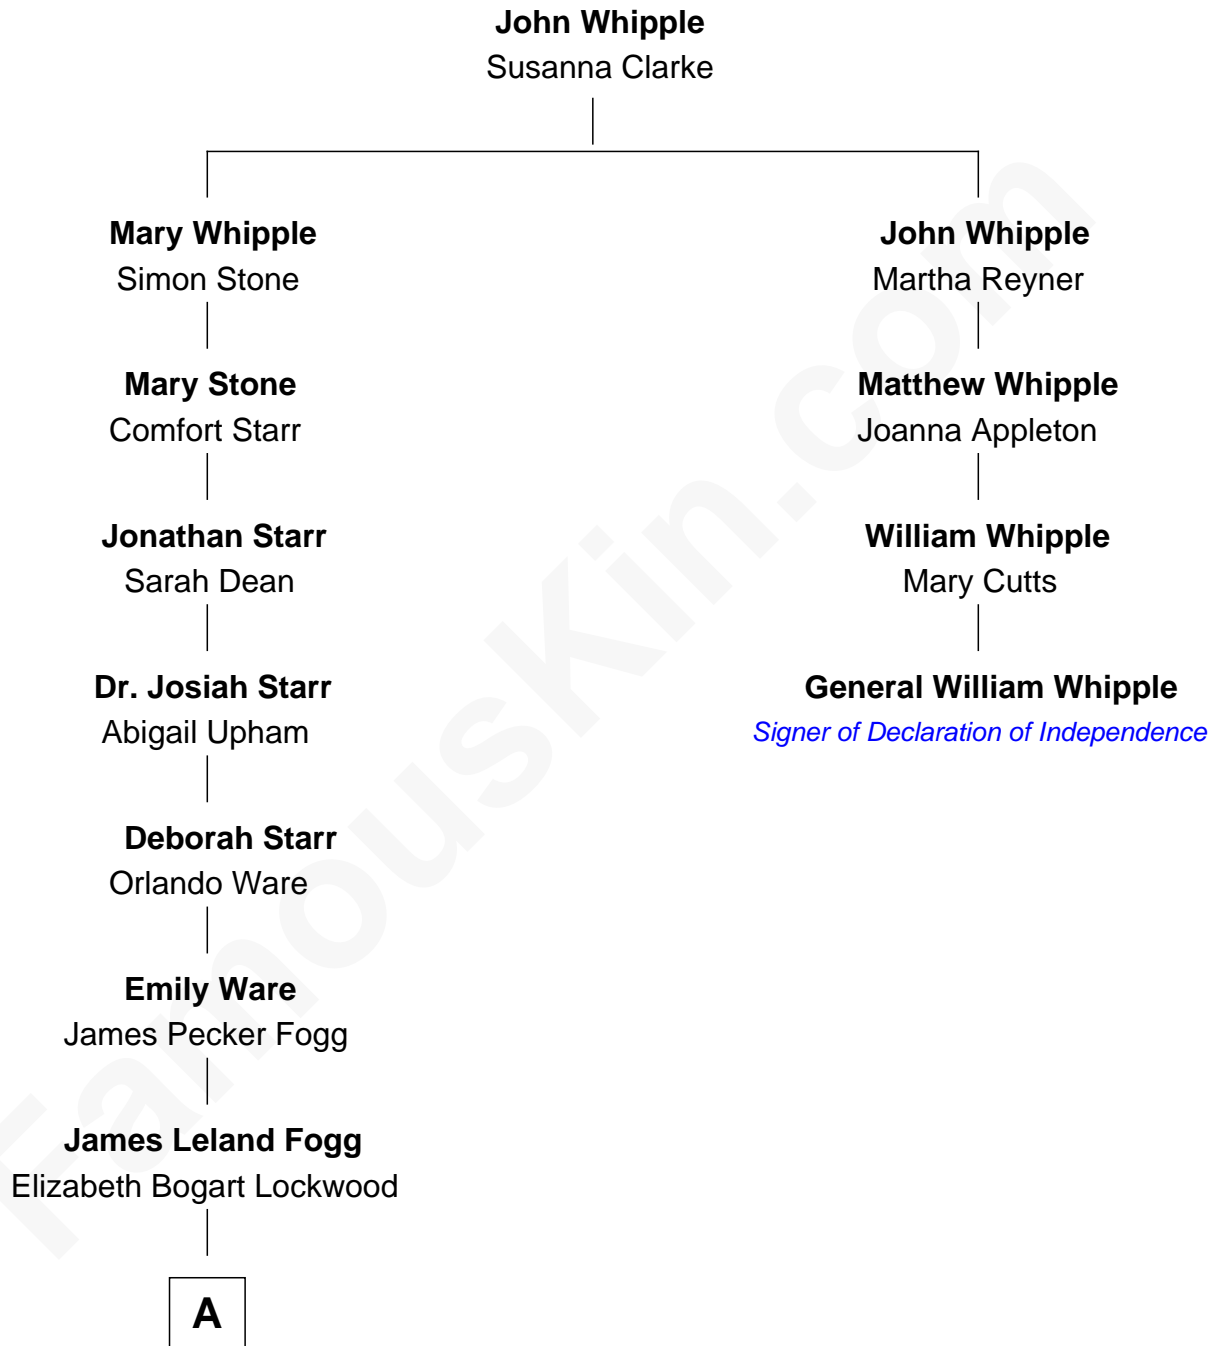 John Whipple
Susanna Clarke
Mary Whipple
Simon Stone
John Whipple
Martha Reyner
Mary Stone
Comfort Starr
Matthew Whipple
Joanna Appleton
Jonathan Starr
Sarah Dean
William Whipple
Mary Cutts
Dr. Josiah Starr
Abigail Upham
General William Whipple
Signer of Declaration of Independence
Deborah Starr
Orlando Ware
Emily Ware
James Pecker Fogg
James Leland Fogg
Elizabeth Bogart Lockwood
A
FamousKin.com